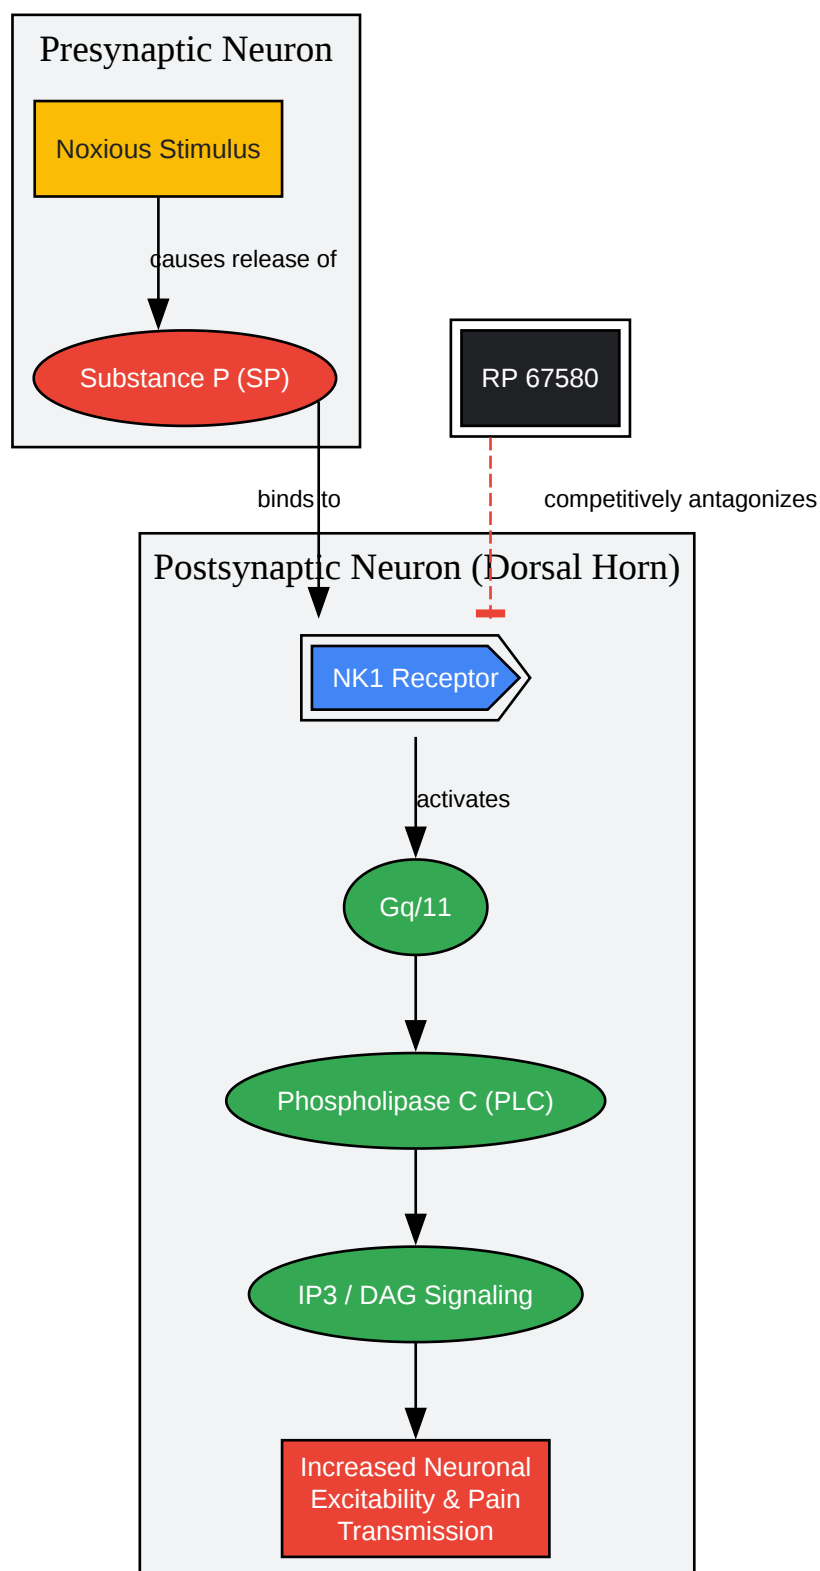 Presynaptic Neuron
Noxious Stimulus
causes release of
Substance P (SP)
RP 67580
binds to
competitively antagonizes
Postsynaptic Neuron (Dorsal Horn)
NK1 Receptor
activates
Gq/11
Phospholipase C (PLC)
IP3 / DAG Signaling
Increased Neuronal
Excitability & Pain
Transmission